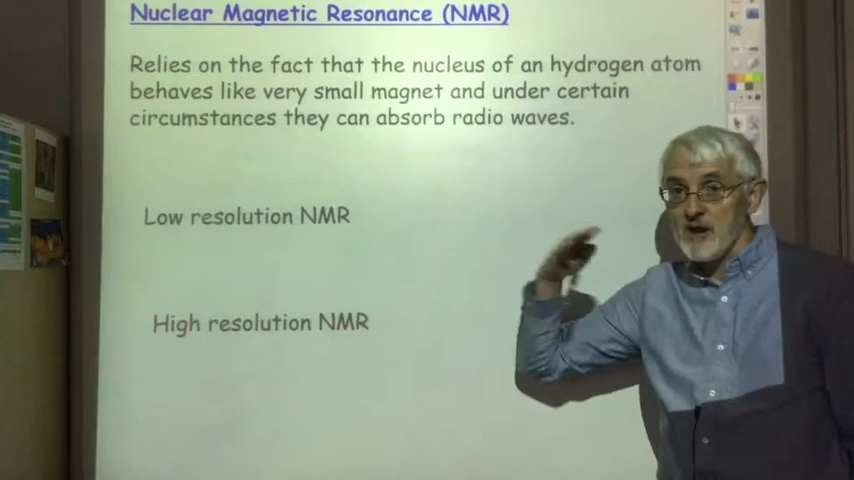 Nuclear Magnetic Resonance (NMR)
Relies on the fact that the nucleus of an hydrogen atom
behaves like very small magnet and under certain
circumstances they can absorb radio waves.
Low resolution NMR
High resolution NMR